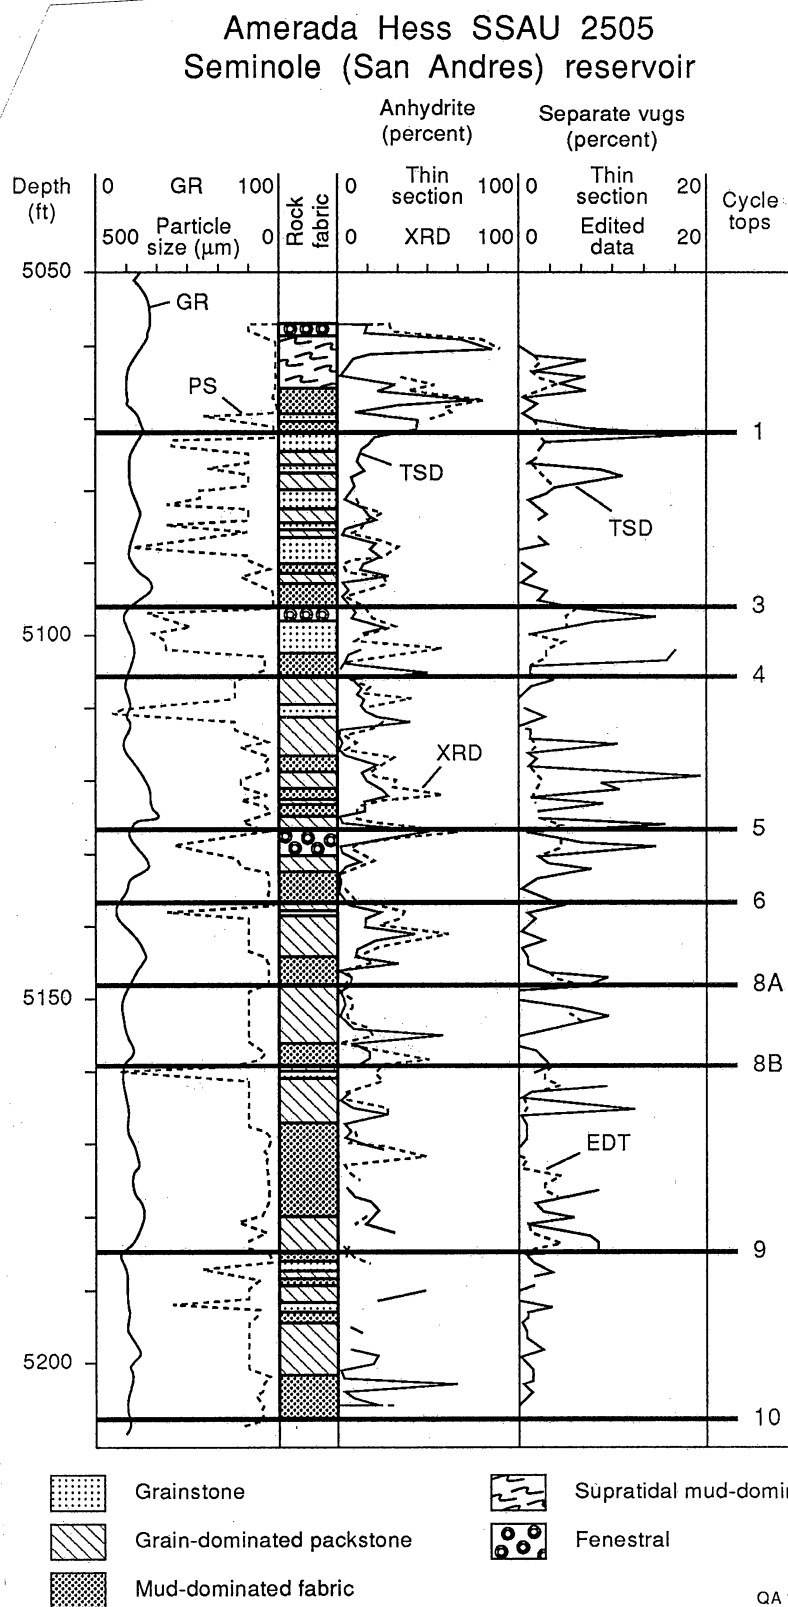 Amerada Hess SSAU 2505
Seminole (San Andres) reservoir
Anhydrite
(percent)
Separate vugs
(percent)
Depth
(ft)
0 GR 100
500 Particle size (μm) 0
Rock
fabric
0 Thin section 100
0 XRD 100
0 Thin section 20
0 Edited data 20
Cycle
tops
5050
GR
PS
1
TSD
TSD
3
5100
4
XRD
5
6
8A
5150
8B
EDT
9
5200
10
Grainstone
Supratidal mud-domi
Grain-dominated packstone
Fenestral
Mud-dominated fabric
QA